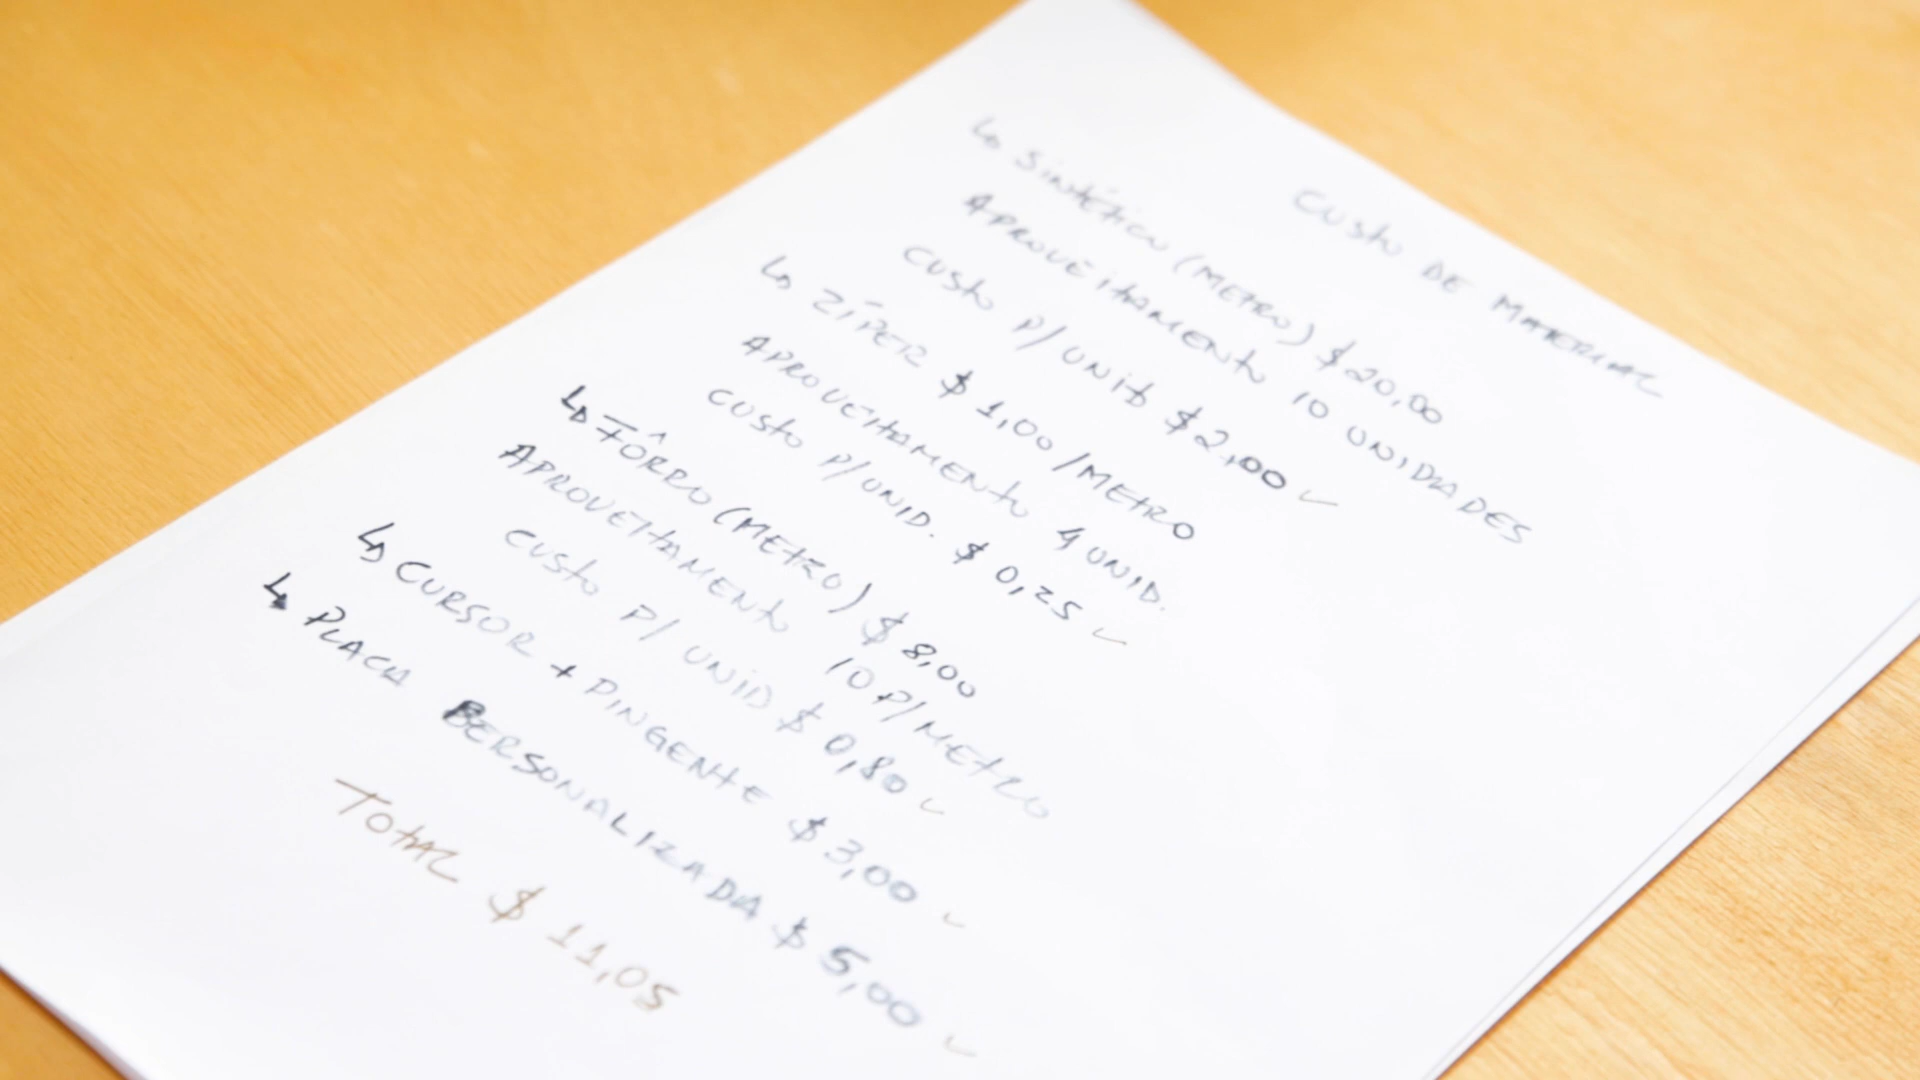 Custo DE MATERIAL
↳ Sintético (METRO) $ 20,00
APROVEITAMENTO 10 UNIDADES
Custo P/ UNID $ 2,00 ✓
↳ ZÍPER $ 1,00 /METRO
APROVEITAMENTO 4 UNID.
Custo P/UNID. $ 0,25 ✓
↳ FÔRRO (METRO) $ 8,00
APROVEITAMENTO 10 P/METRO
Custo P/ UNID $ 0,80 ✓
↳ CURSOR + PINGENTE $ 3,00 ✓
↳ PLACA PERSONALIZADA $ 5,00 ✓
TOTAL $ 11,05